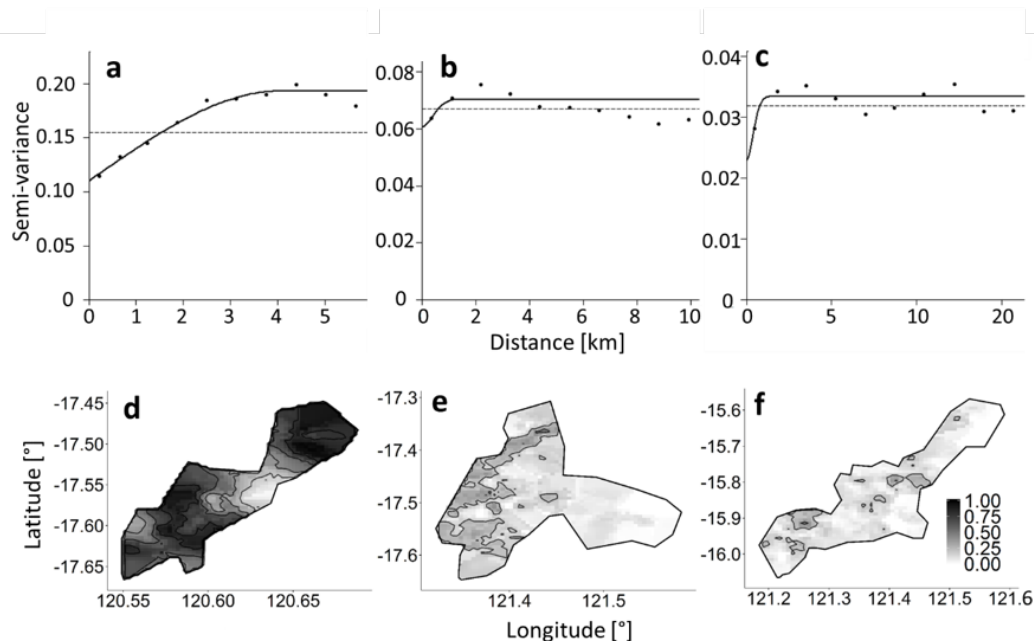 a
b
c
0.20
0.15
0.10
0.05
0
0.08
0.06
0.04
0.02
0
0.04
0.03
0.02
0.01
0
Semi-variance
0 1 2 3 4 5
0 2 4 6 8 10
0 5 10 20
Distance [km]
d
e
f
-17.45
-17.50
-17.55
-17.60
-17.65
-17.3
-17.4
-17.5
-17.6
-15.6
-15.7
-15.8
-15.9
-16.0
1.00
0.75
0.50
0.25
0.00
Latitude [°]
120.55 120.60 120.65
121.4 121.5
121.2 121.3 121.4 121.5 121.6
Longitude [°]